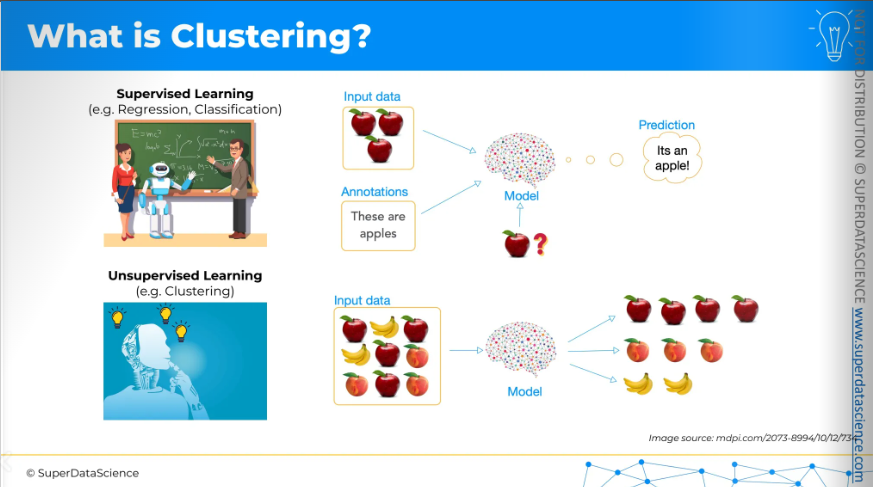 What is Clustering?
Supervised Learning
(e.g. Regression, Classification)
E=mc²
Input data
Annotations
These are
apples
Model
?
Prediction
Its an
apple!
Unsupervised Learning
(e.g. Clustering)
Input data
Model
Image source: mdpi.com/2073-8994/10/12/734
© SuperDataScience
NOT FOR DISTRIBUTION © SUPERDATASCIENCE www.superdatascience.com